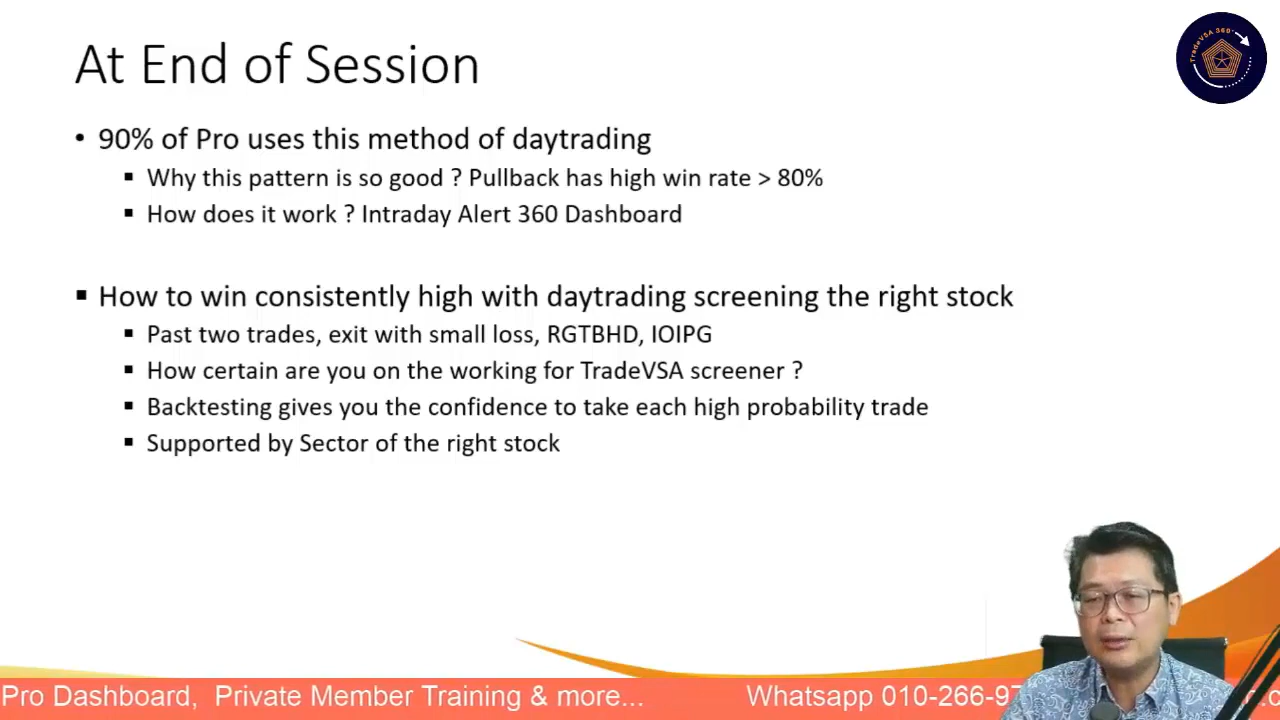 At End of Session
TradeVSA 360°
• 90% of Pro uses this method of daytrading
▪ Why this pattern is so good ? Pullback has high win rate > 80%
▪ How does it work ? Intraday Alert 360 Dashboard
▪ How to win consistently high with daytrading screening the right stock
▪ Past two trades, exit with small loss, RGTBHD, IOIPG
▪ How certain are you on the working for TradeVSA screener ?
▪ Backtesting gives you the confidence to take each high probability trade
▪ Supported by Sector of the right stock
Pro Dashboard, Private Member Training & more... Whatsapp 010-266-97